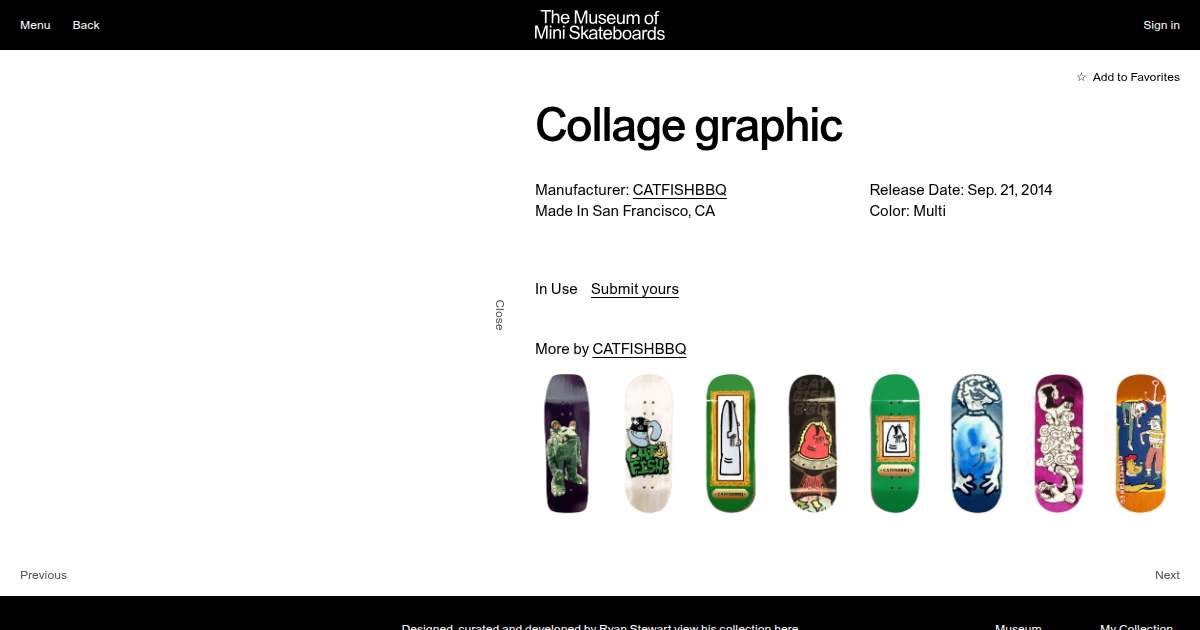 Menu
Back
The Museum of
Mini Skateboards
Sign in
☆ Add to Favorites
Collage graphic
Manufacturer: CATFISHBBQ
Made In San Francisco, CA
Release Date: Sep. 21, 2014
Color: Multi
In Use
Submit yours
Close
More by CATFISHBBQ
Previous
Next
Designed, curated and developed by Ryan Stewart view his collection here
Museum
My Collection